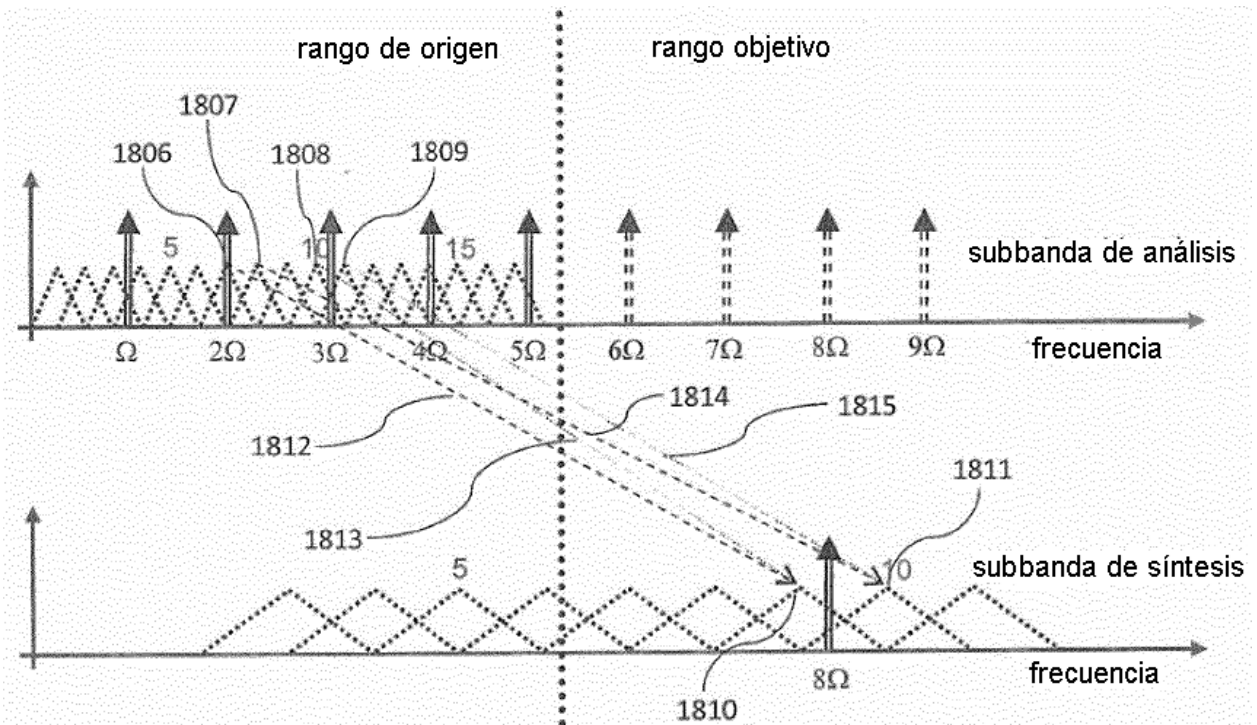 rango de origen
rango objetivo
1807
1806
1808
1809
5
10
15
subbanda de análisis
Ω
2Ω
3Ω
4Ω
5Ω
6Ω
7Ω
8Ω
9Ω
frecuencia
1812
1814
1815
1813
1811
5
10
subbanda de síntesis
8Ω
frecuencia
1810